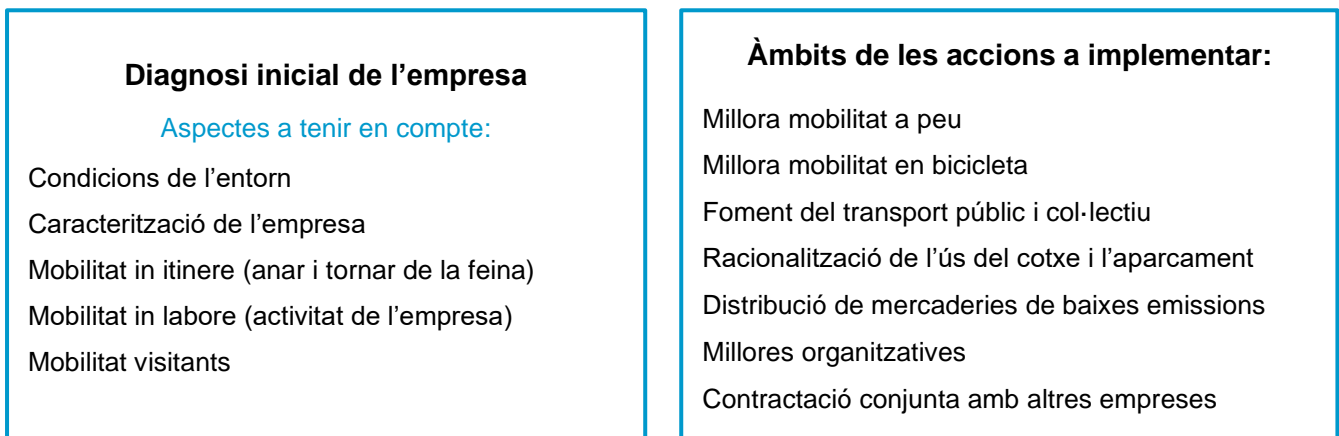 Diagnosi inicial de l’empresa
Aspectes a tenir en compte:
Condicions de l’entorn
Caracterització de l’empresa
Mobilitat in itinere (anar i tornar de la feina)
Mobilitat in labore (activitat de l’empresa)
Mobilitat visitants
Àmbits de les accions a implementar:
Millora mobilitat a peu
Millora mobilitat en bicicleta
Foment del transport públic i col·lectiu
Racionalització de l’ús del cotxe i l’aparcament
Distribució de mercaderies de baixes emissions
Millores organitzatives
Contractació conjunta amb altres empreses